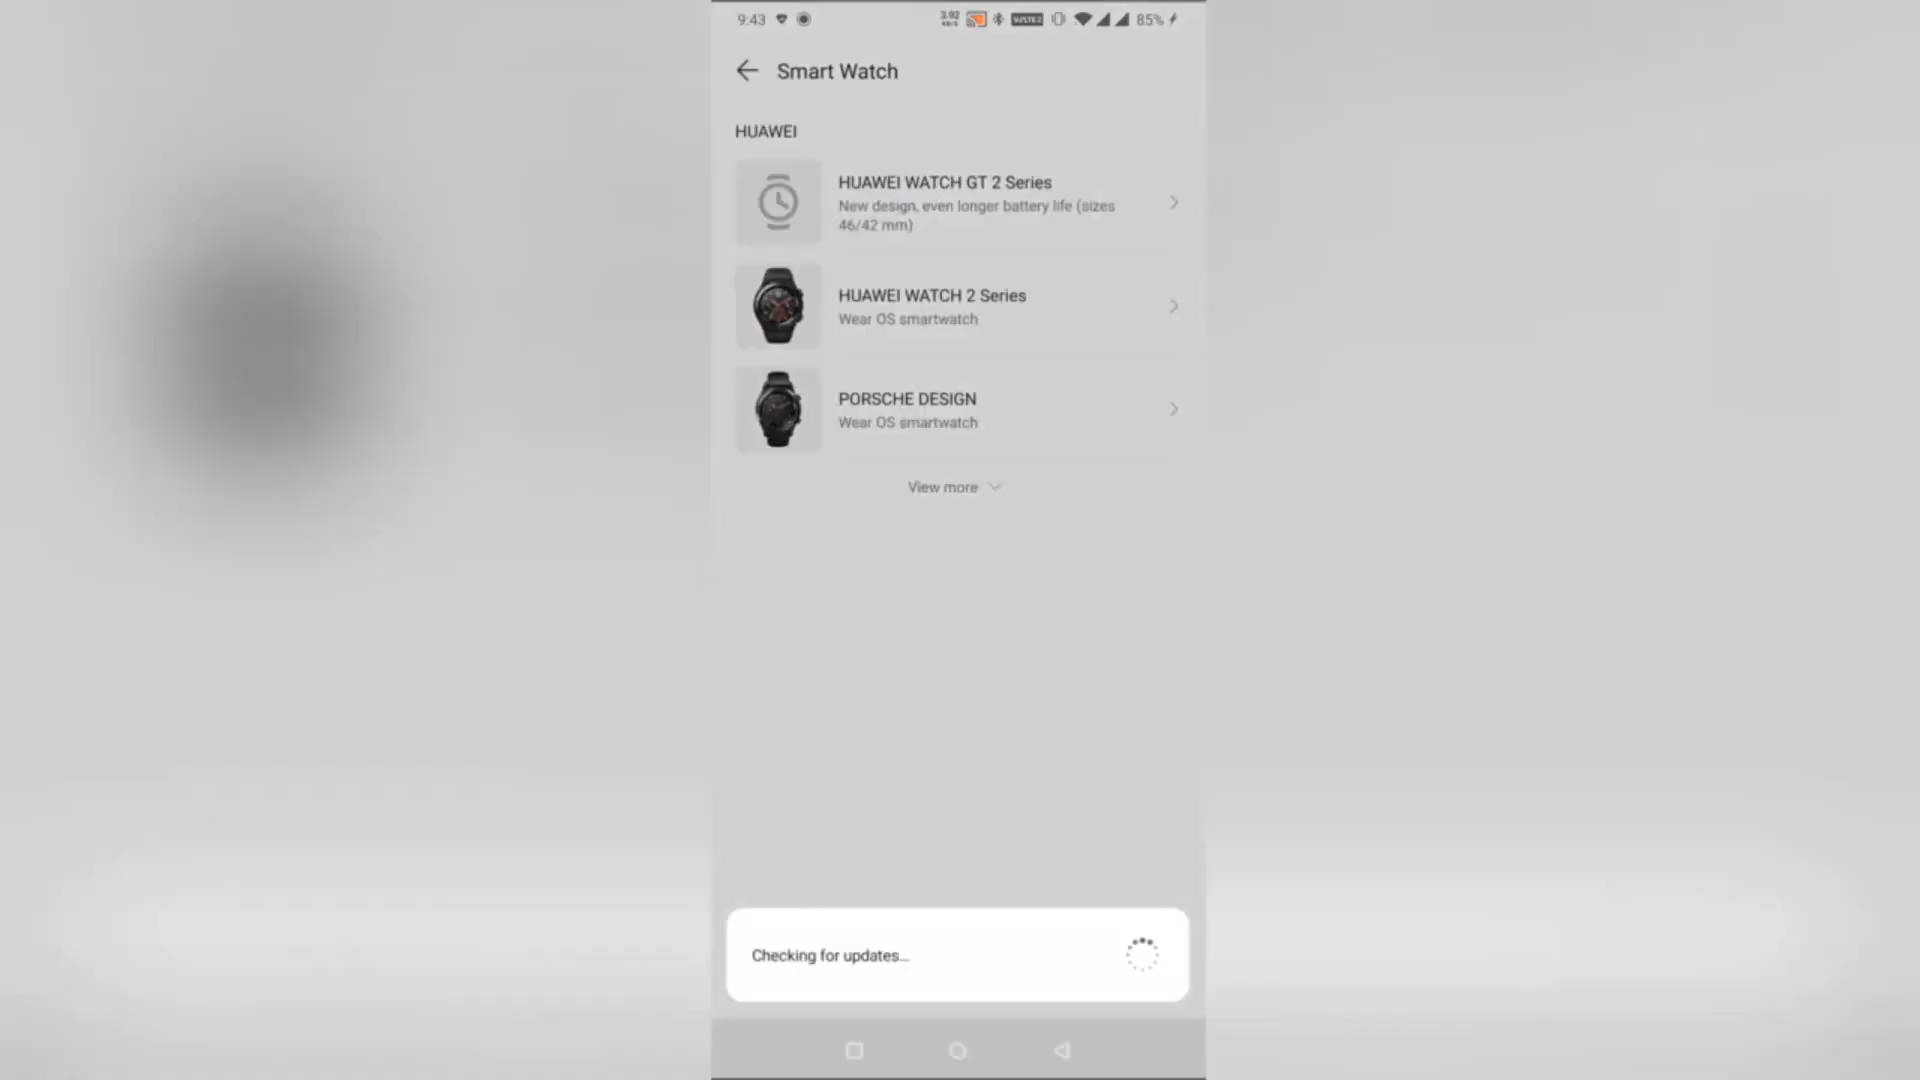 9:43 3.92 85%
Smart Watch
HUAWEI
HUAWEI WATCH GT 2 Series
New design, even longer battery life (sizes
46/42 mm)
HUAWEI WATCH 2 Series
Wear OS smartwatch
PORSCHE DESIGN
Wear OS smartwatch
View more
Checking for updates...